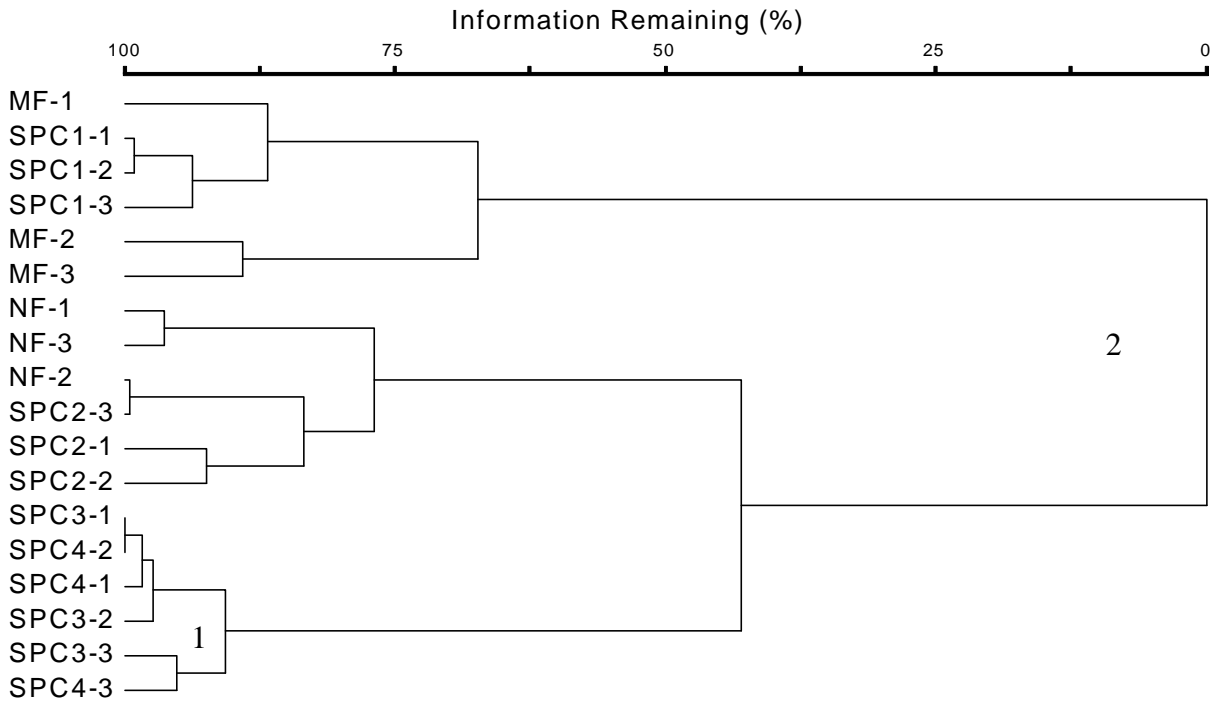 Information Remaining (%)
100 75 50 25 0
MF-1
SPC1-1
SPC1-2
SPC1-3
MF-2
MF-3
NF-1
NF-3
2
NF-2
SPC2-3
SPC2-1
SPC2-2
SPC3-1
SPC4-2
SPC4-1
SPC3-2
1
SPC3-3
SPC4-3